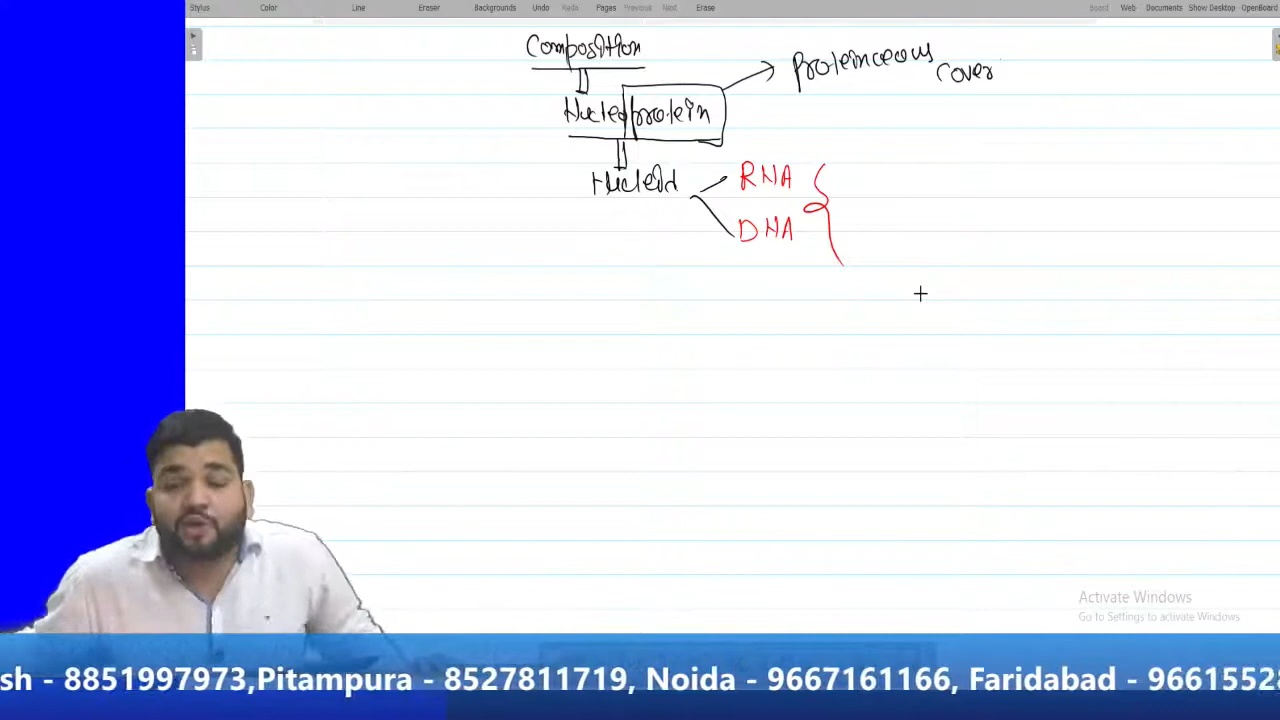 Stylus Color Line Eraser Backgrounds Undo Redo Pages Previous Next Erase Board Web Documents Show Desktop OpenBoard
Composition
Proteinceous
cover
Nucleoprotein
RNA
DNA
Activate Windows
Go to Settings to activate Windows.
sh - 8851997973,Pitampura - 8527811719, Noida - 9667161166, Faridabad - 96615528